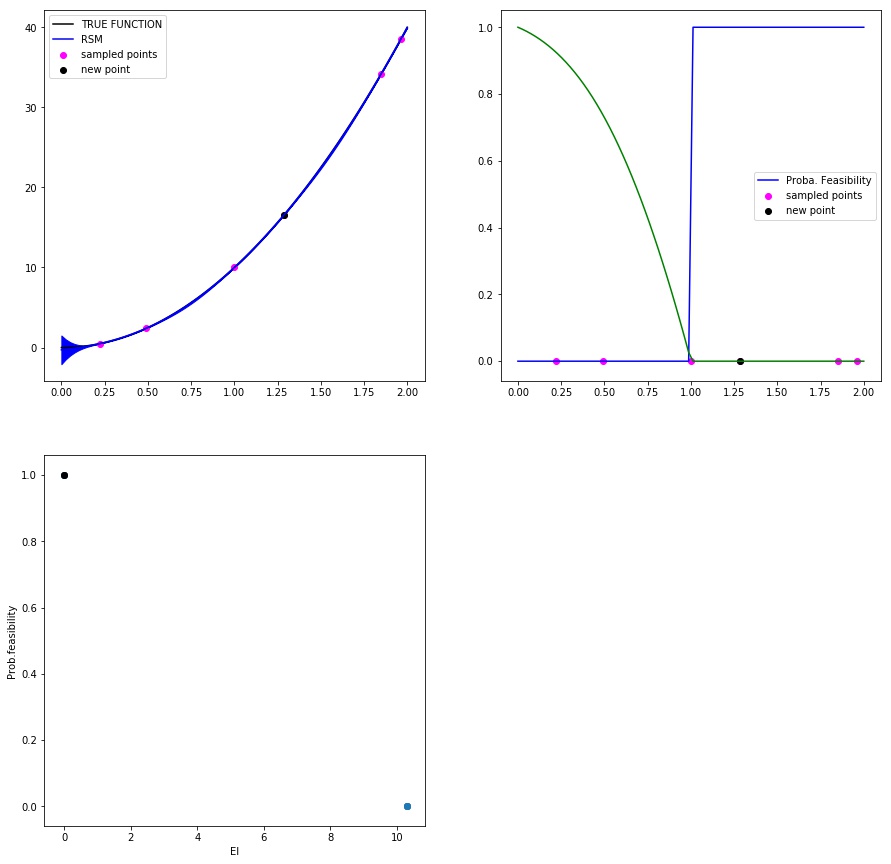 TRUE FUNCTION
RSM
sampled points
new point
40
30
20
10
0
0.00 0.25 0.50 0.75 1.00 1.25 1.50 1.75 2.00
1.0
0.8
0.6
0.4
0.2
0.0
Proba. Feasibility
sampled points
new point
0.00 0.25 0.50 0.75 1.00 1.25 1.50 1.75 2.00
Prob.feasibility
1.0
0.8
0.6
0.4
0.2
0.0
0 2 4 6 8 10
EI